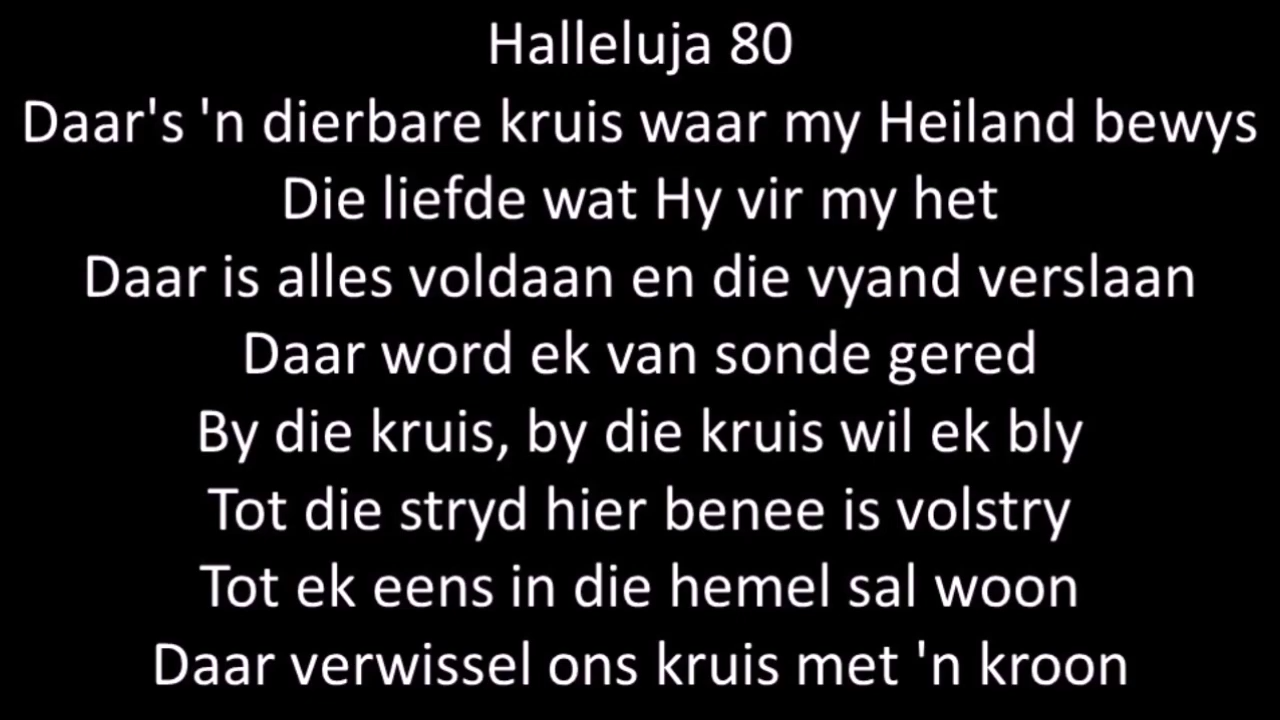 Halleluja 80
Daar's 'n dierbare kruis waar my Heiland bewys
Die liefde wat Hy vir my het
Daar is alles voldaan en die vyand verslaan
Daar word ek van sonde gered
By die kruis, by die kruis wil ek bly
Tot die stryd hier benee is volstry
Tot ek eens in die hemel sal woon
Daar verwissel ons kruis met 'n kroon